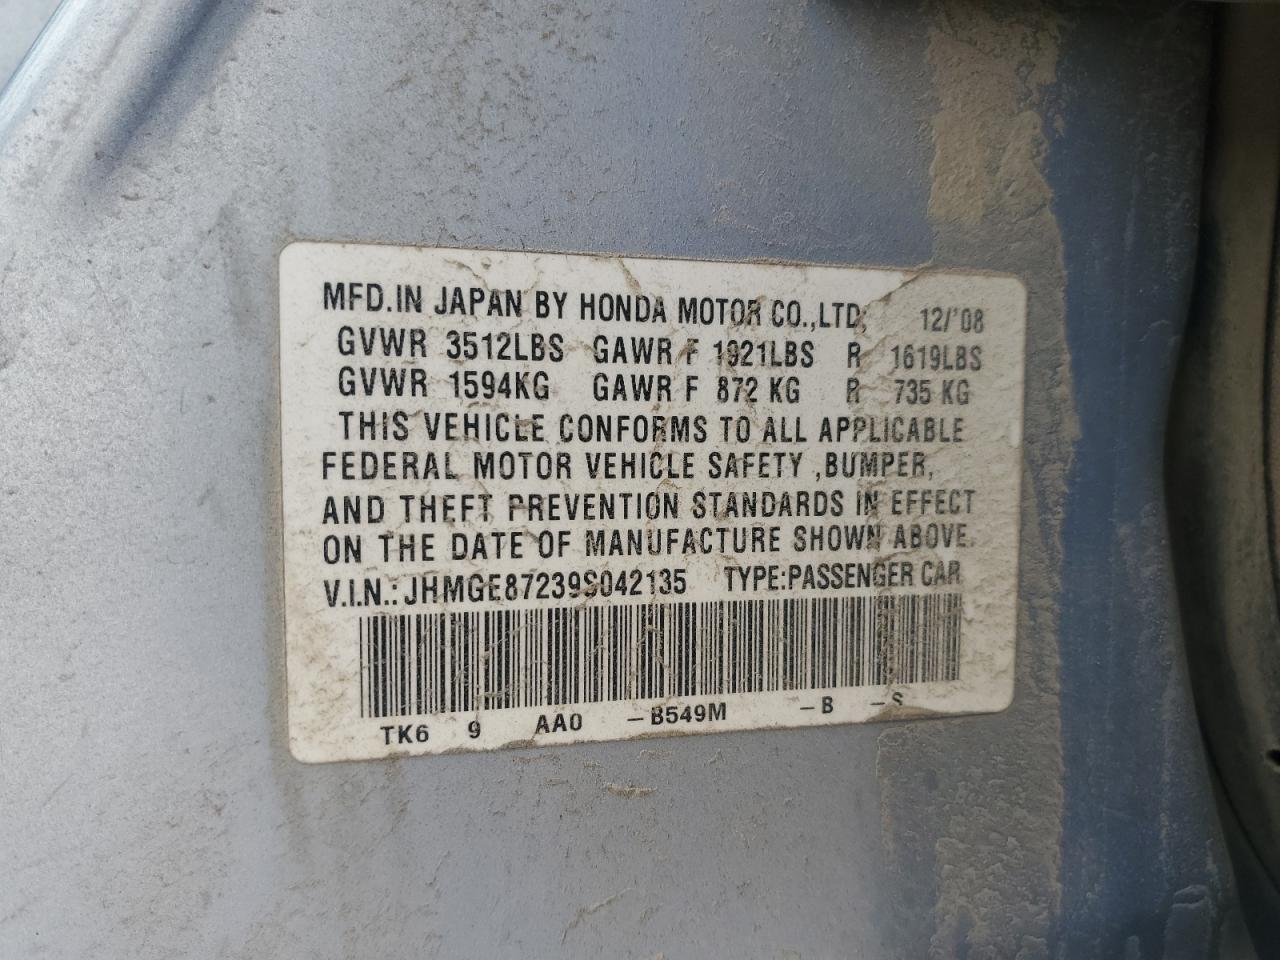 MFD.IN JAPAN BY HONDA MOTOR CO.,LTD, 12/'08
GVWR 3512LBS GAWR F 1921LBS R 1619LBS
GVWR 1594KG GAWR F 872 KG R 735 KG
THIS VEHICLE CONFORMS TO ALL APPLICABLE
FEDERAL MOTOR VEHICLE SAFETY ,BUMPER,
AND THEFT PREVENTION STANDARDS IN EFFECT
ON THE DATE OF MANUFACTURE SHOWN ABOVE.
V.I.N.: JHMGE87239S042135 TYPE:PASSENGER CAR
TK6 9 AA0 –B549M –B –S